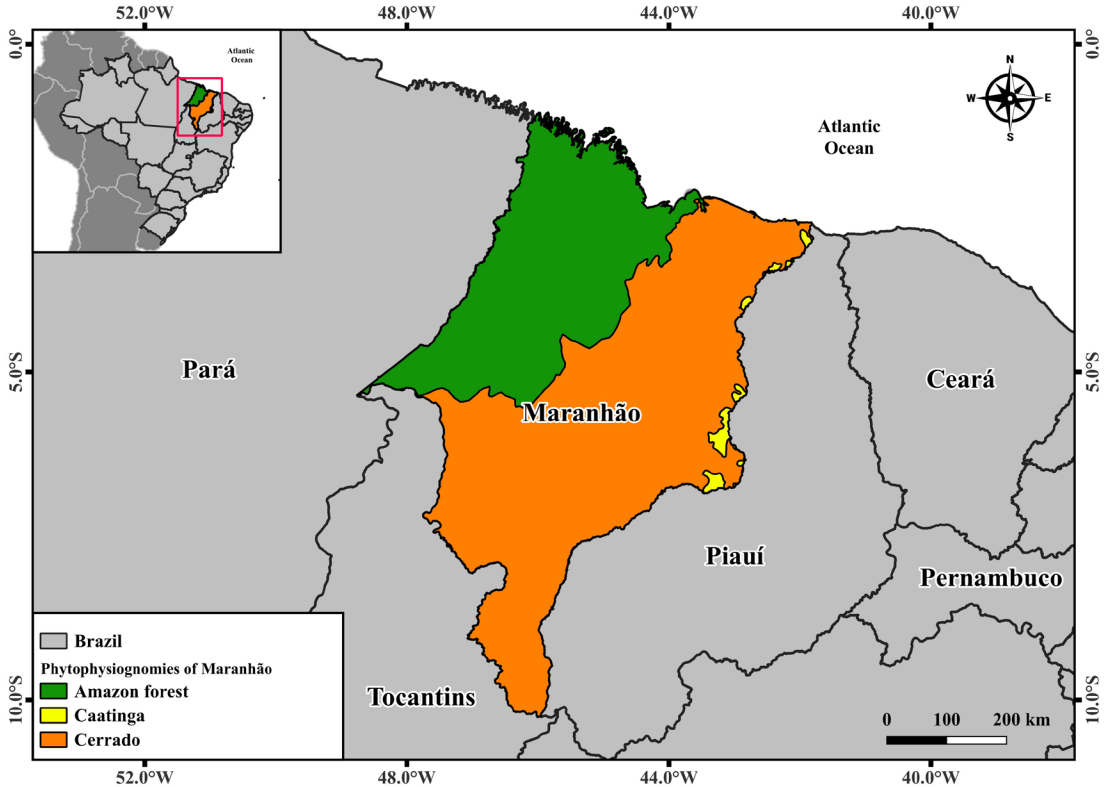 52.0°W 48.0°W 44.0°W 40.0°W
0.0°
0.0°
Atlantic
Ocean
N
W E
S
Atlantic
Ocean
5.0°S
5.0°S
Pará
Ceará
Maranhão
Piauí
Pernambuco
Tocantins
Brazil
Phytophysiognomies of Maranhão
Amazon forest
Caatinga
Cerrado
10.0°S
10.0°S
0 100 200 km
52.0°W 48.0°W 44.0°W 40.0°W